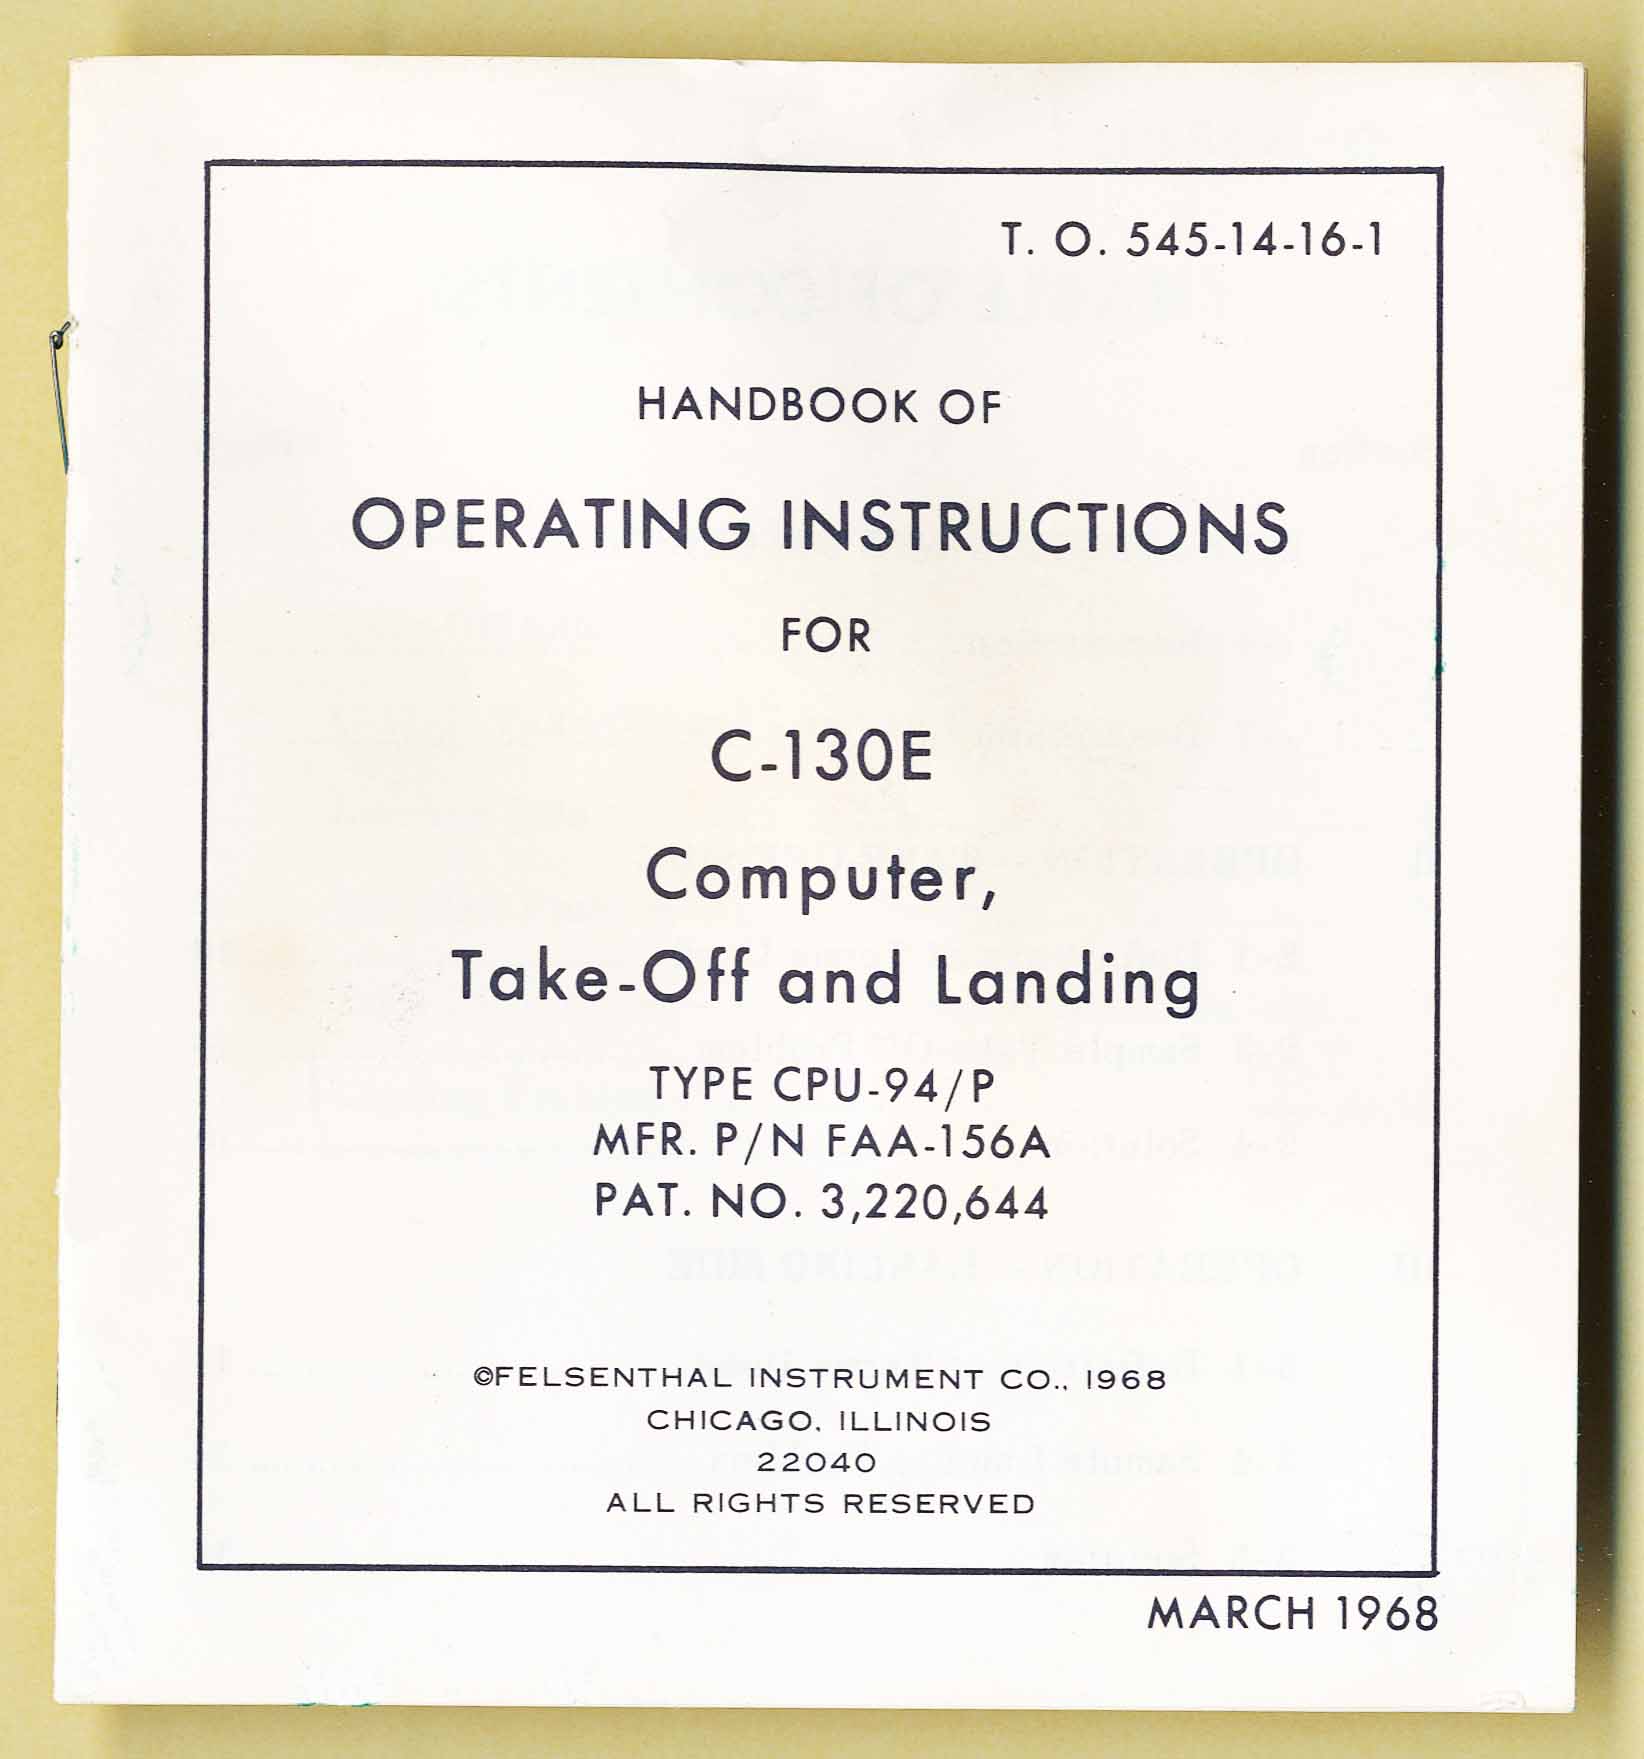 T. O. 545-14-16-1
HANDBOOK OF
OPERATING INSTRUCTIONS
FOR
C-130E
Computer,
Take-Off and Landing
TYPE CPU-94/P
MFR. P/N FAA-156A
PAT. NO. 3,220,644
©FELSENTHAL INSTRUMENT CO., 1968
CHICAGO, ILLINOIS
22040
ALL RIGHTS RESERVED
MARCH 1968